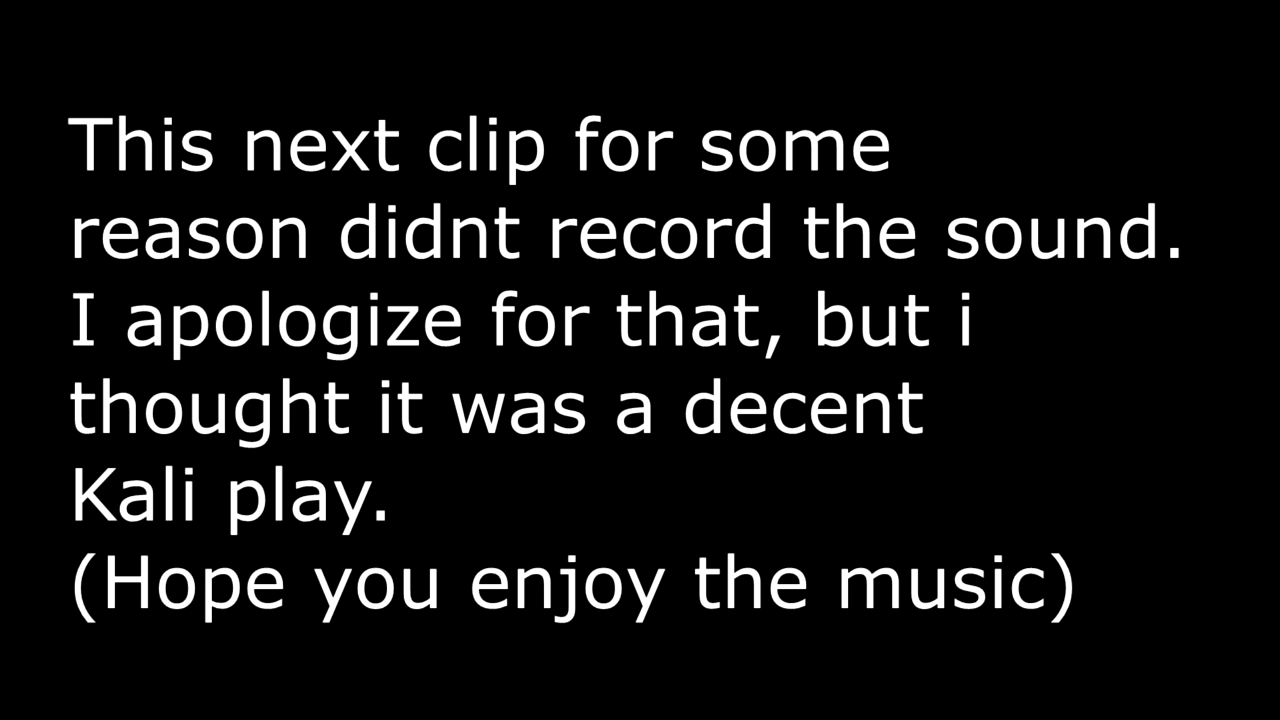 This next clip for some
reason didnt record the sound.
I apologize for that, but i
thought it was a decent
Kali play.
(Hope you enjoy the music)